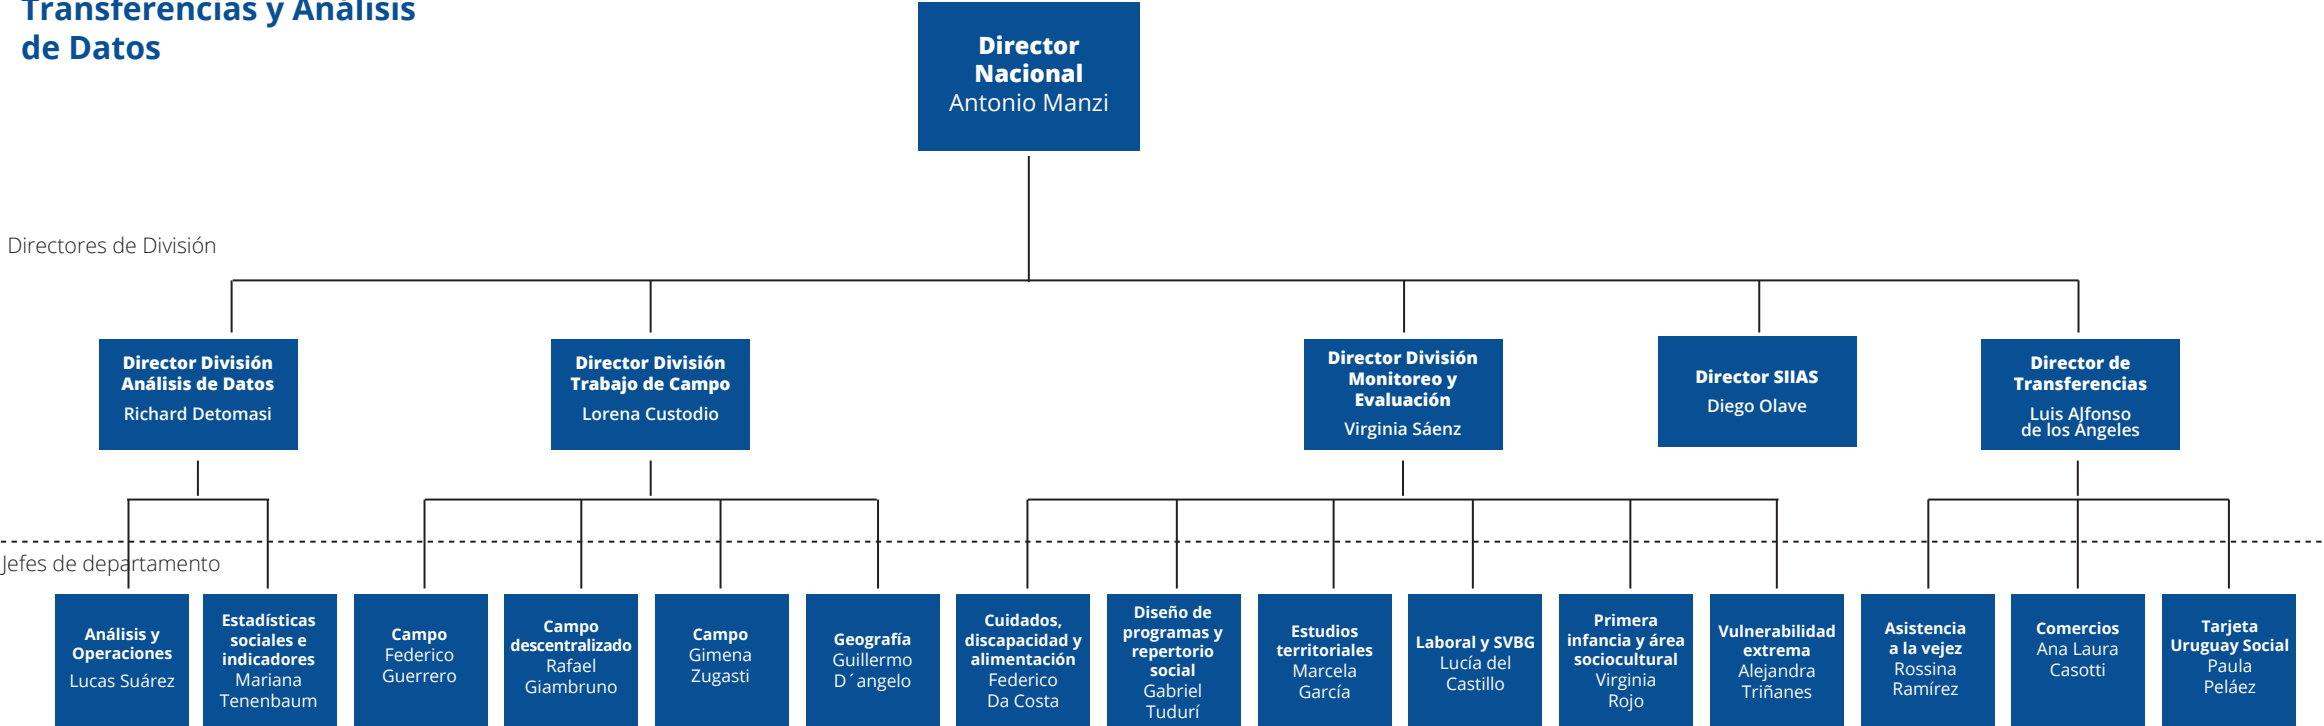 Transferencias y Análisis
de Datos
Director
Nacional
Antonio Manzi
Directores de División
Director División
Análisis de Datos
Richard Detomasi
Director División
Trabajo de Campo
Lorena Custodio
Director División
Monitoreo y
Evaluación
Virginia Sáenz
Director SIIAS
Diego Olave
Director de
Transferencias
Luis Alfonso
de los Ángeles
Jefes de departamento
Análisis y
Operaciones
Lucas Suárez
Estadísticas
sociales e
indicadores
Mariana
Tenenbaum
Campo
Federico
Guerrero
Campo
descentralizado
Rafael
Giambruno
Campo
Gimena
Zugasti
Geografía
Guillermo
D´angelo
Cuidados,
discapacidad y
alimentación
Federico
Da Costa
Diseño de
programas y
repertorio
social
Gabriel
Tudurí
Estudios
territoriales
Marcela
García
Laboral y SVBG
Lucía del
Castillo
Primera
infancia y área
sociocultural
Virginia
Rojo
Vulnerabilidad
extrema
Alejandra
Triñanes
Asistencia
a la vejez
Rossina
Ramírez
Comercios
Ana Laura
Casotti
Tarjeta
Uruguay Social
Paula
Peláez